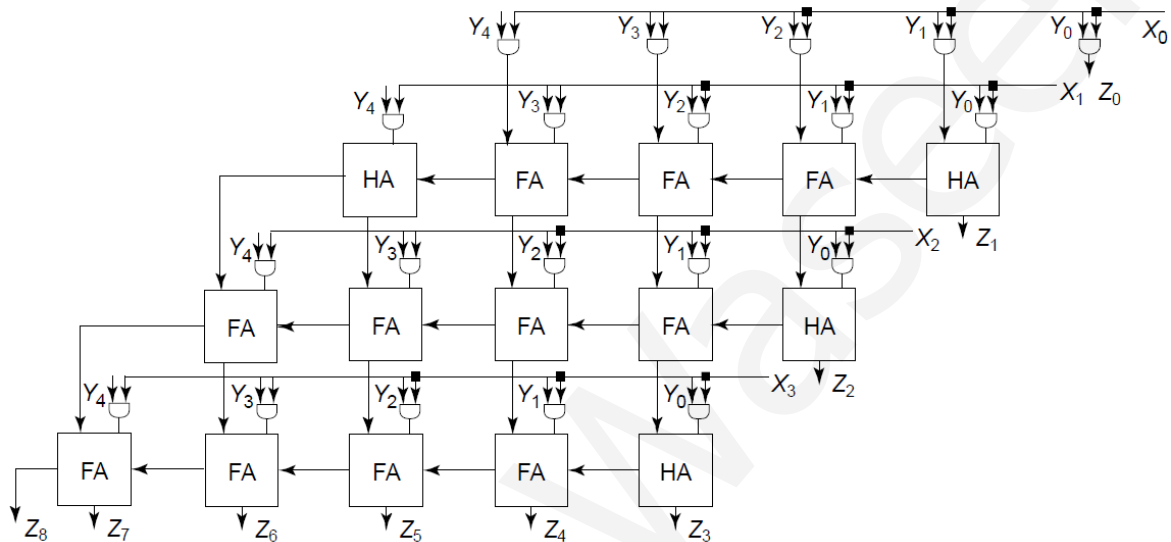 Y4 Y3 Y2 Y1 Y0 X0
Y4 Y3 Y2 Y1 Y0 X1 Z0
HA FA FA FA HA
Y4 Y3 Y2 Y1 Y0 X2 Z1
FA FA FA FA HA
Y4 Y3 Y2 Y1 Y0 X3 Z2
FA FA FA FA HA
Z8 Z7 Z6 Z5 Z4 Z3
Wasee